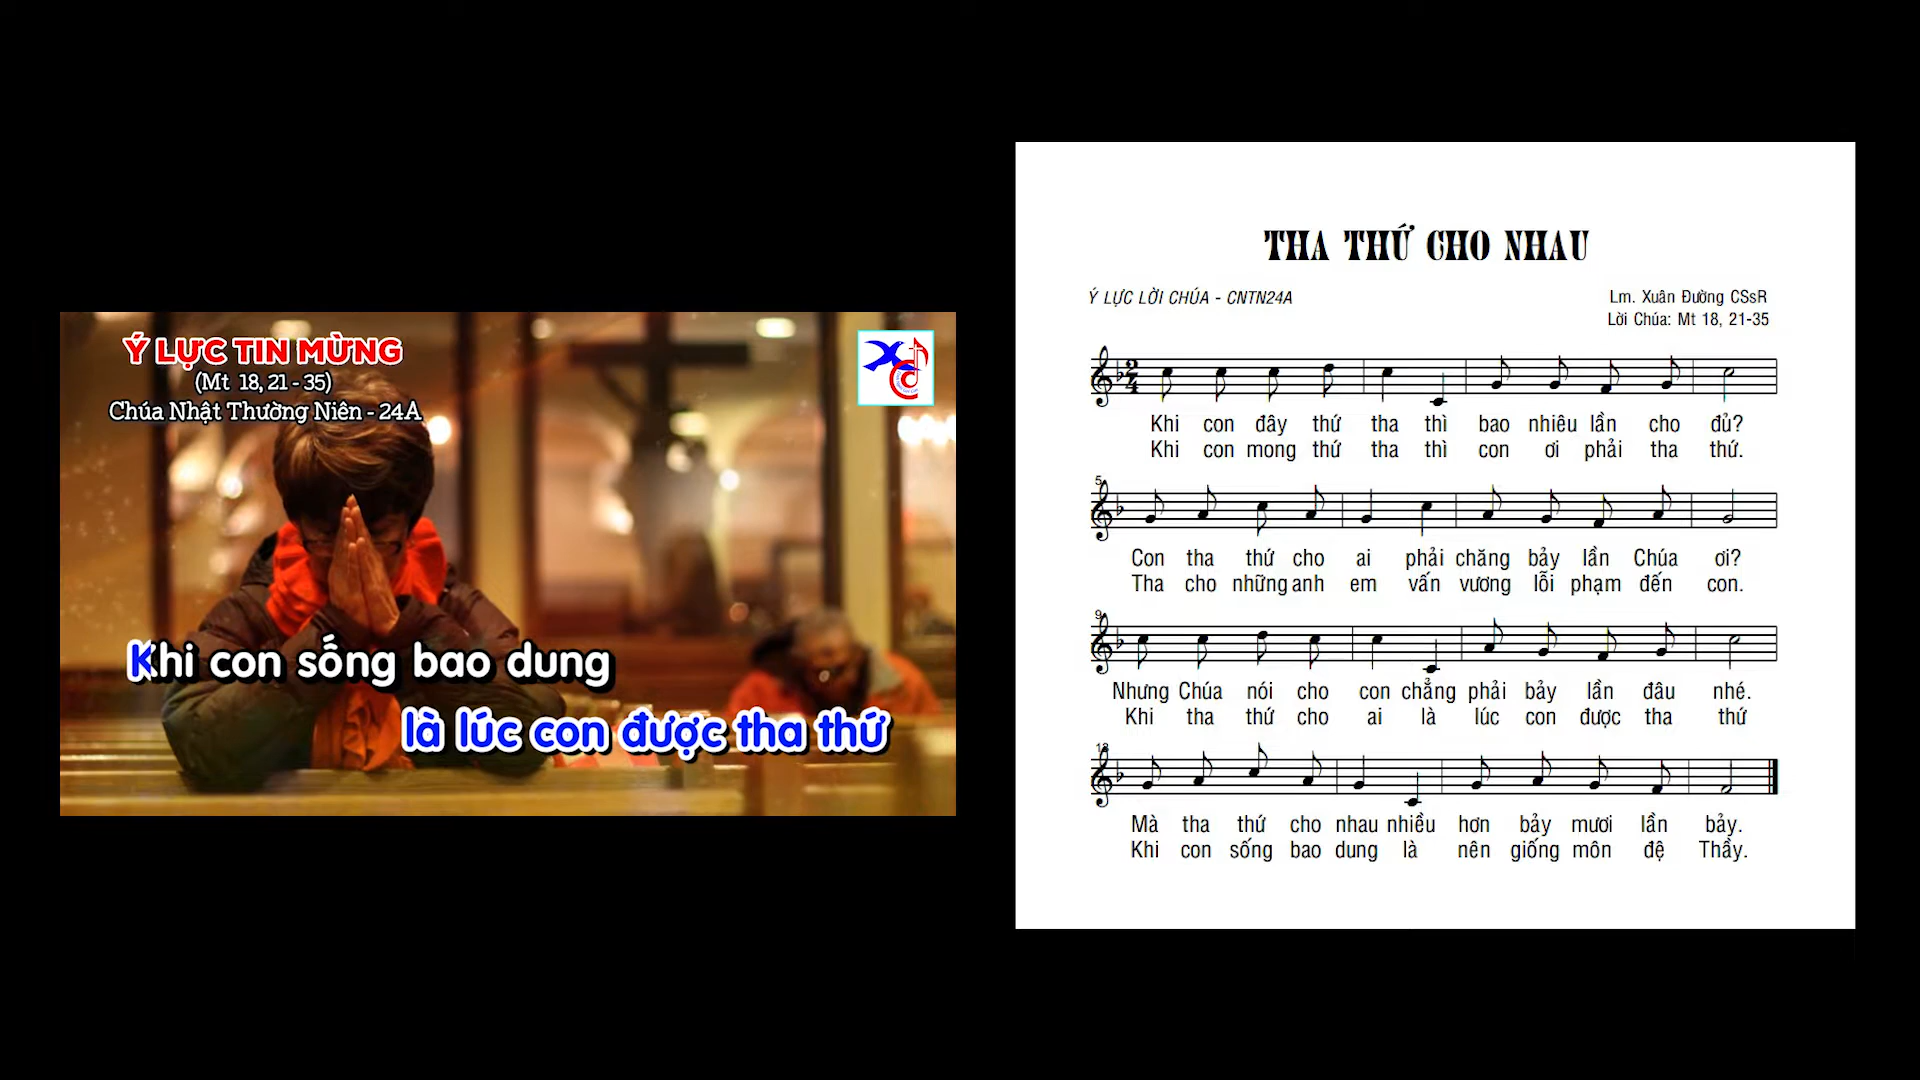 Ý LỰC TIN MỪNG
(Mt 18, 21 - 35)
Chúa Nhật Thường Niên - 24A
Khi con sống bao dung
là lúc con được tha thứ
THA THỨ CHO NHAU
Ý LỰC LỜI CHÚA - CNTN24A
Lm. Xuân Đường CSsR
Lời Chúa: Mt 18, 21-35
Khi con đây thứ tha thì bao nhiêu lần cho đủ?
Khi con mong thứ tha thì con ơi phải tha thứ.
5
Con tha thứ cho ai phải chăng bảy lần Chúa ơi?
Tha cho những anh em vấn vương lỗi phạm đến con.
9
Nhưng Chúa nói cho con chẳng phải bảy lần đâu nhé.
Khi tha thứ cho ai là lúc con được tha thứ
13
Mà tha thứ cho nhau nhiều hơn bảy mươi lần bảy.
Khi con sống bao dung là nên giống môn đệ Thầy.